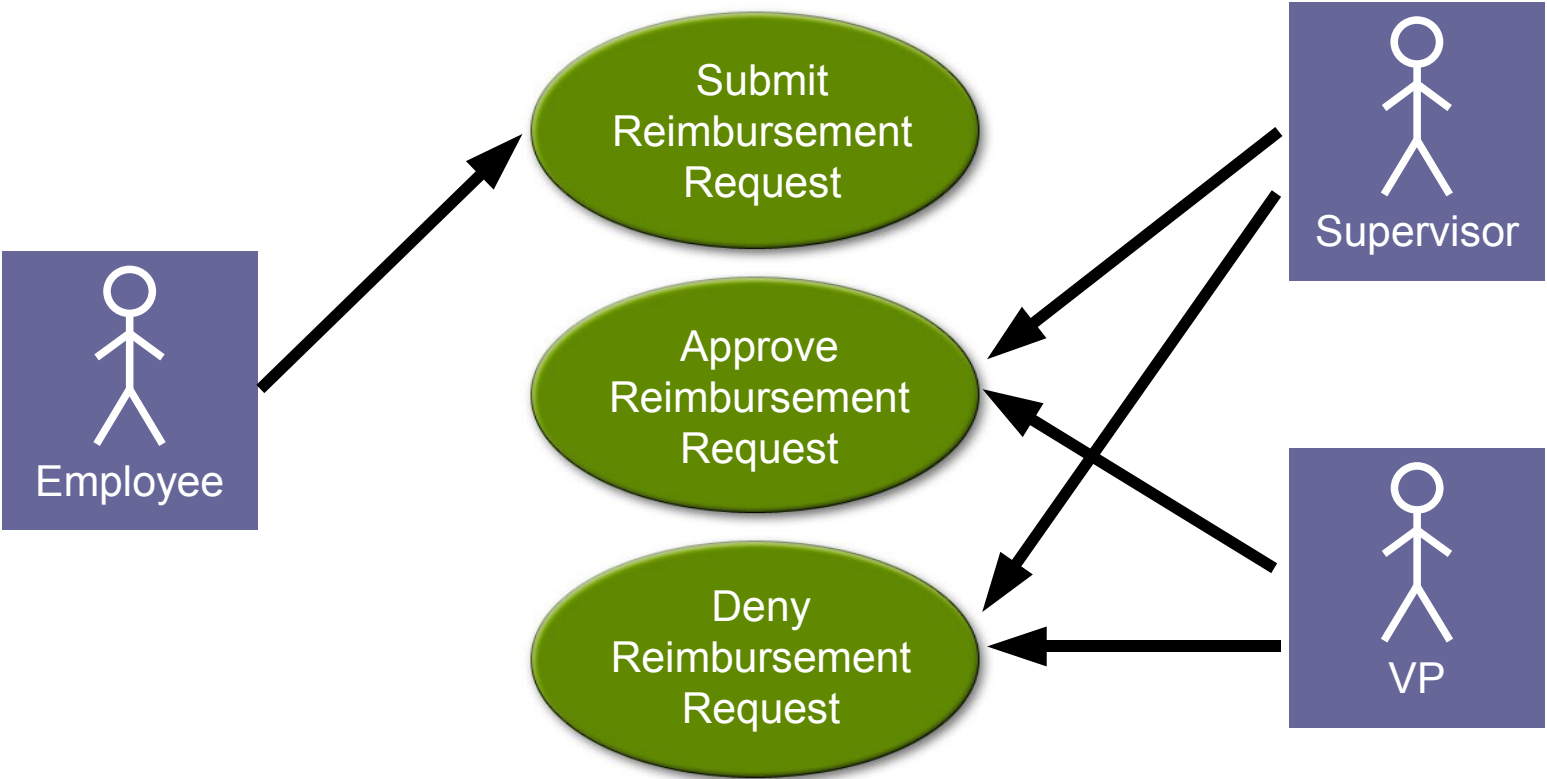 Submit
Reimbursement
Request
Supervisor
Employee
Approve
Reimbursement
Request
Deny
Reimbursement
Request
VP